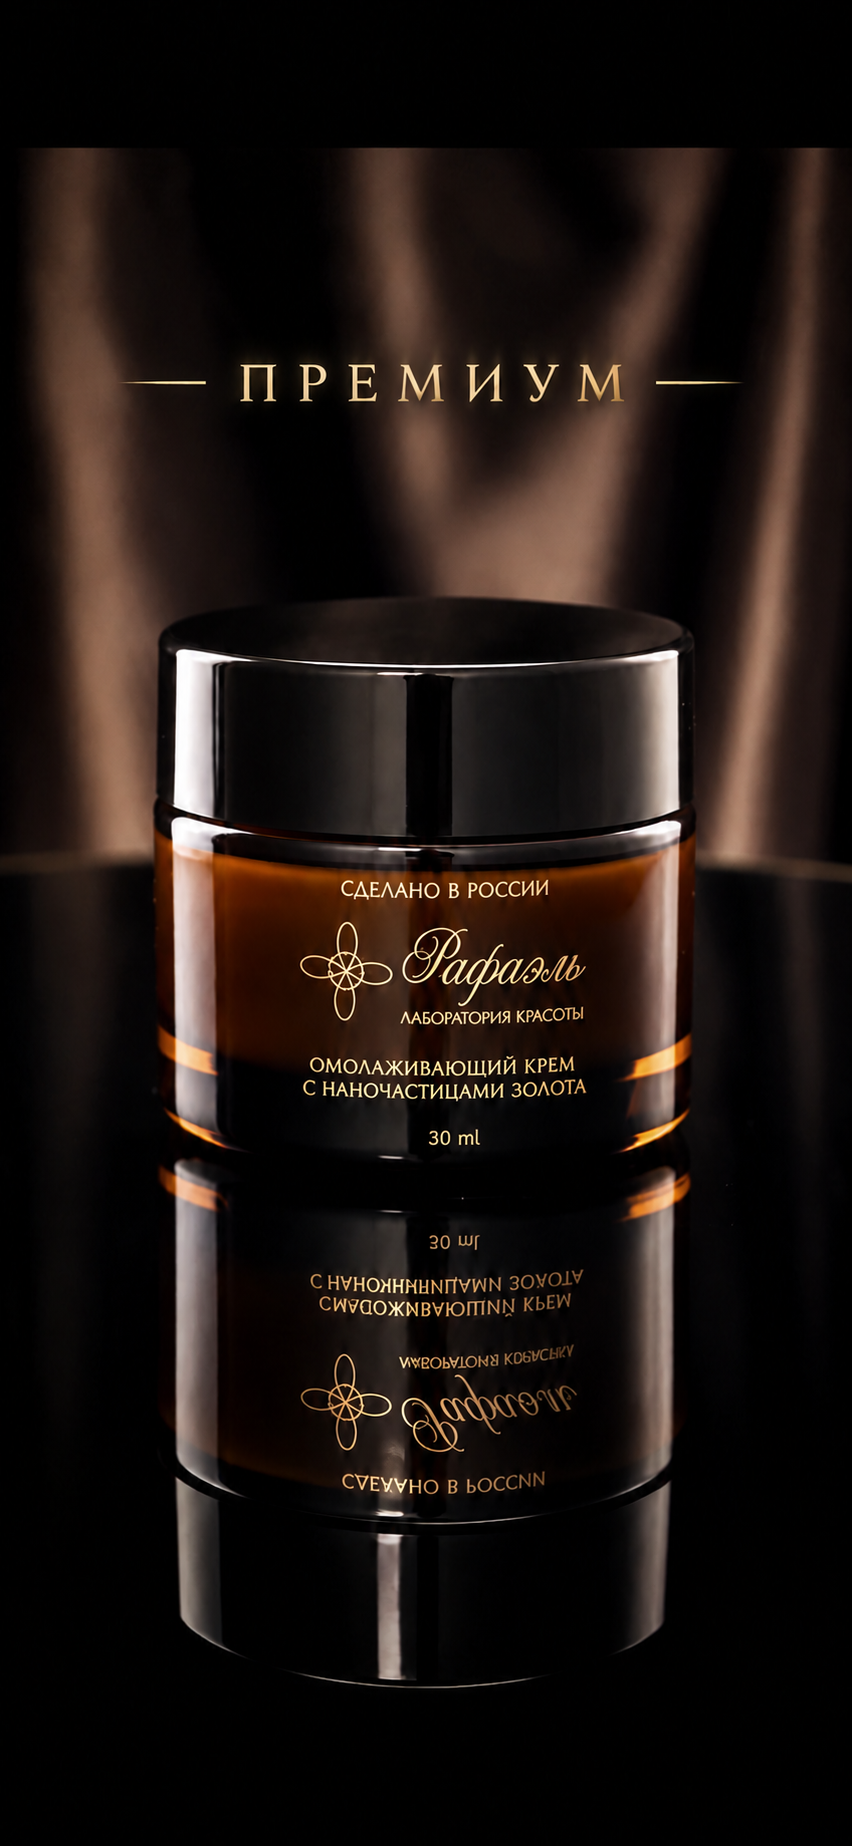 ПРЕМИУМ
СДЕЛАНО В РОССИИ
Рафаэль
ЛАБОРАТОРИЯ КРАСОТЫ
ОМОЛАЖИВАЮЩИЙ КРЕМ
С НАНОЧАСТИЦАМИ ЗОЛОТА
30 ml